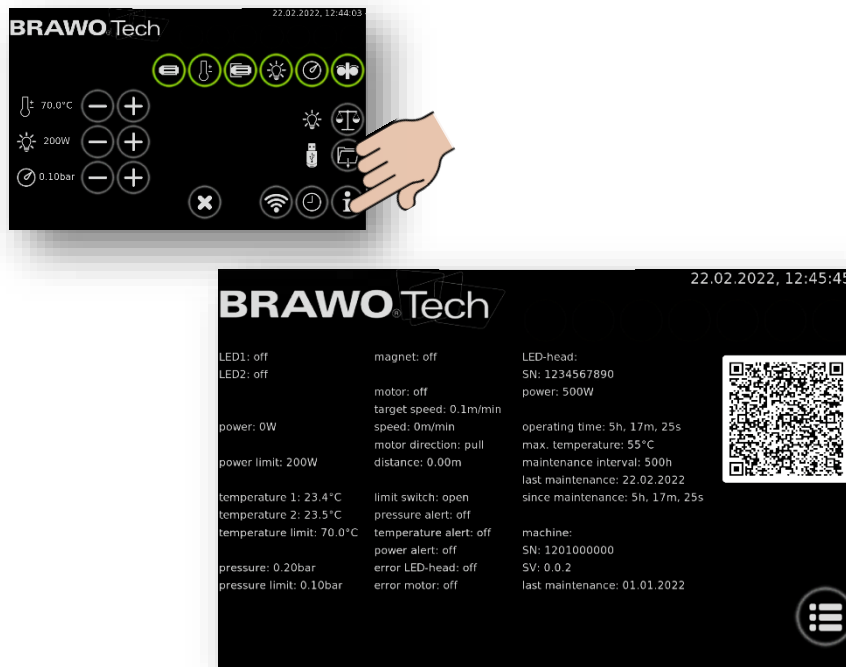 22.02.2022, 12:44:03
BRAWO Tech
70.0°C
200W
0.10bar
22.02.2022, 12:45:45
BRAWO® Tech
LED1: off
LED2: off
power: 0W
power limit: 200W
temperature 1: 23.4°C
temperature 2: 23.5°C
temperature limit: 70.0°C
pressure: 0.20bar
pressure limit: 0.10bar
magnet: off
motor: off
target speed: 0.1m/min
speed: 0m/min
motor direction: pull
distance: 0.00m
limit switch: open
pressure alert: off
temperature alert: off
power alert: off
error LED-head: off
error motor: off
LED-head:
SN: 1234567890
power: 500W
operating time: 5h, 17m, 25s
max. temperature: 55°C
maintenance interval: 500h
last maintenance: 22.02.2022
since maintenance: 5h, 17m, 25s
machine:
SN: 1201000000
SV: 0.0.2
last maintenance: 01.01.2022